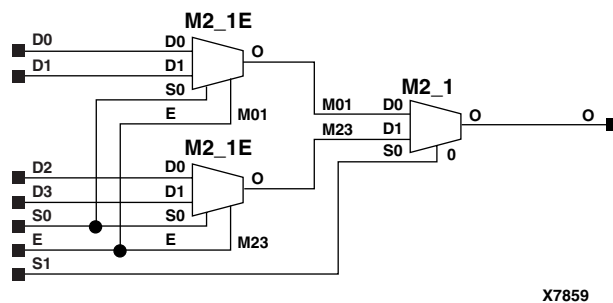 M2_1E
D0 D0 O
D1 D1
S0
E M01
M2_1
M01 D0 O O
M23 D1
S0 0
M2_1E
D2 D0 O
D3 D1
S0 S0
E E M23
S1
X7859